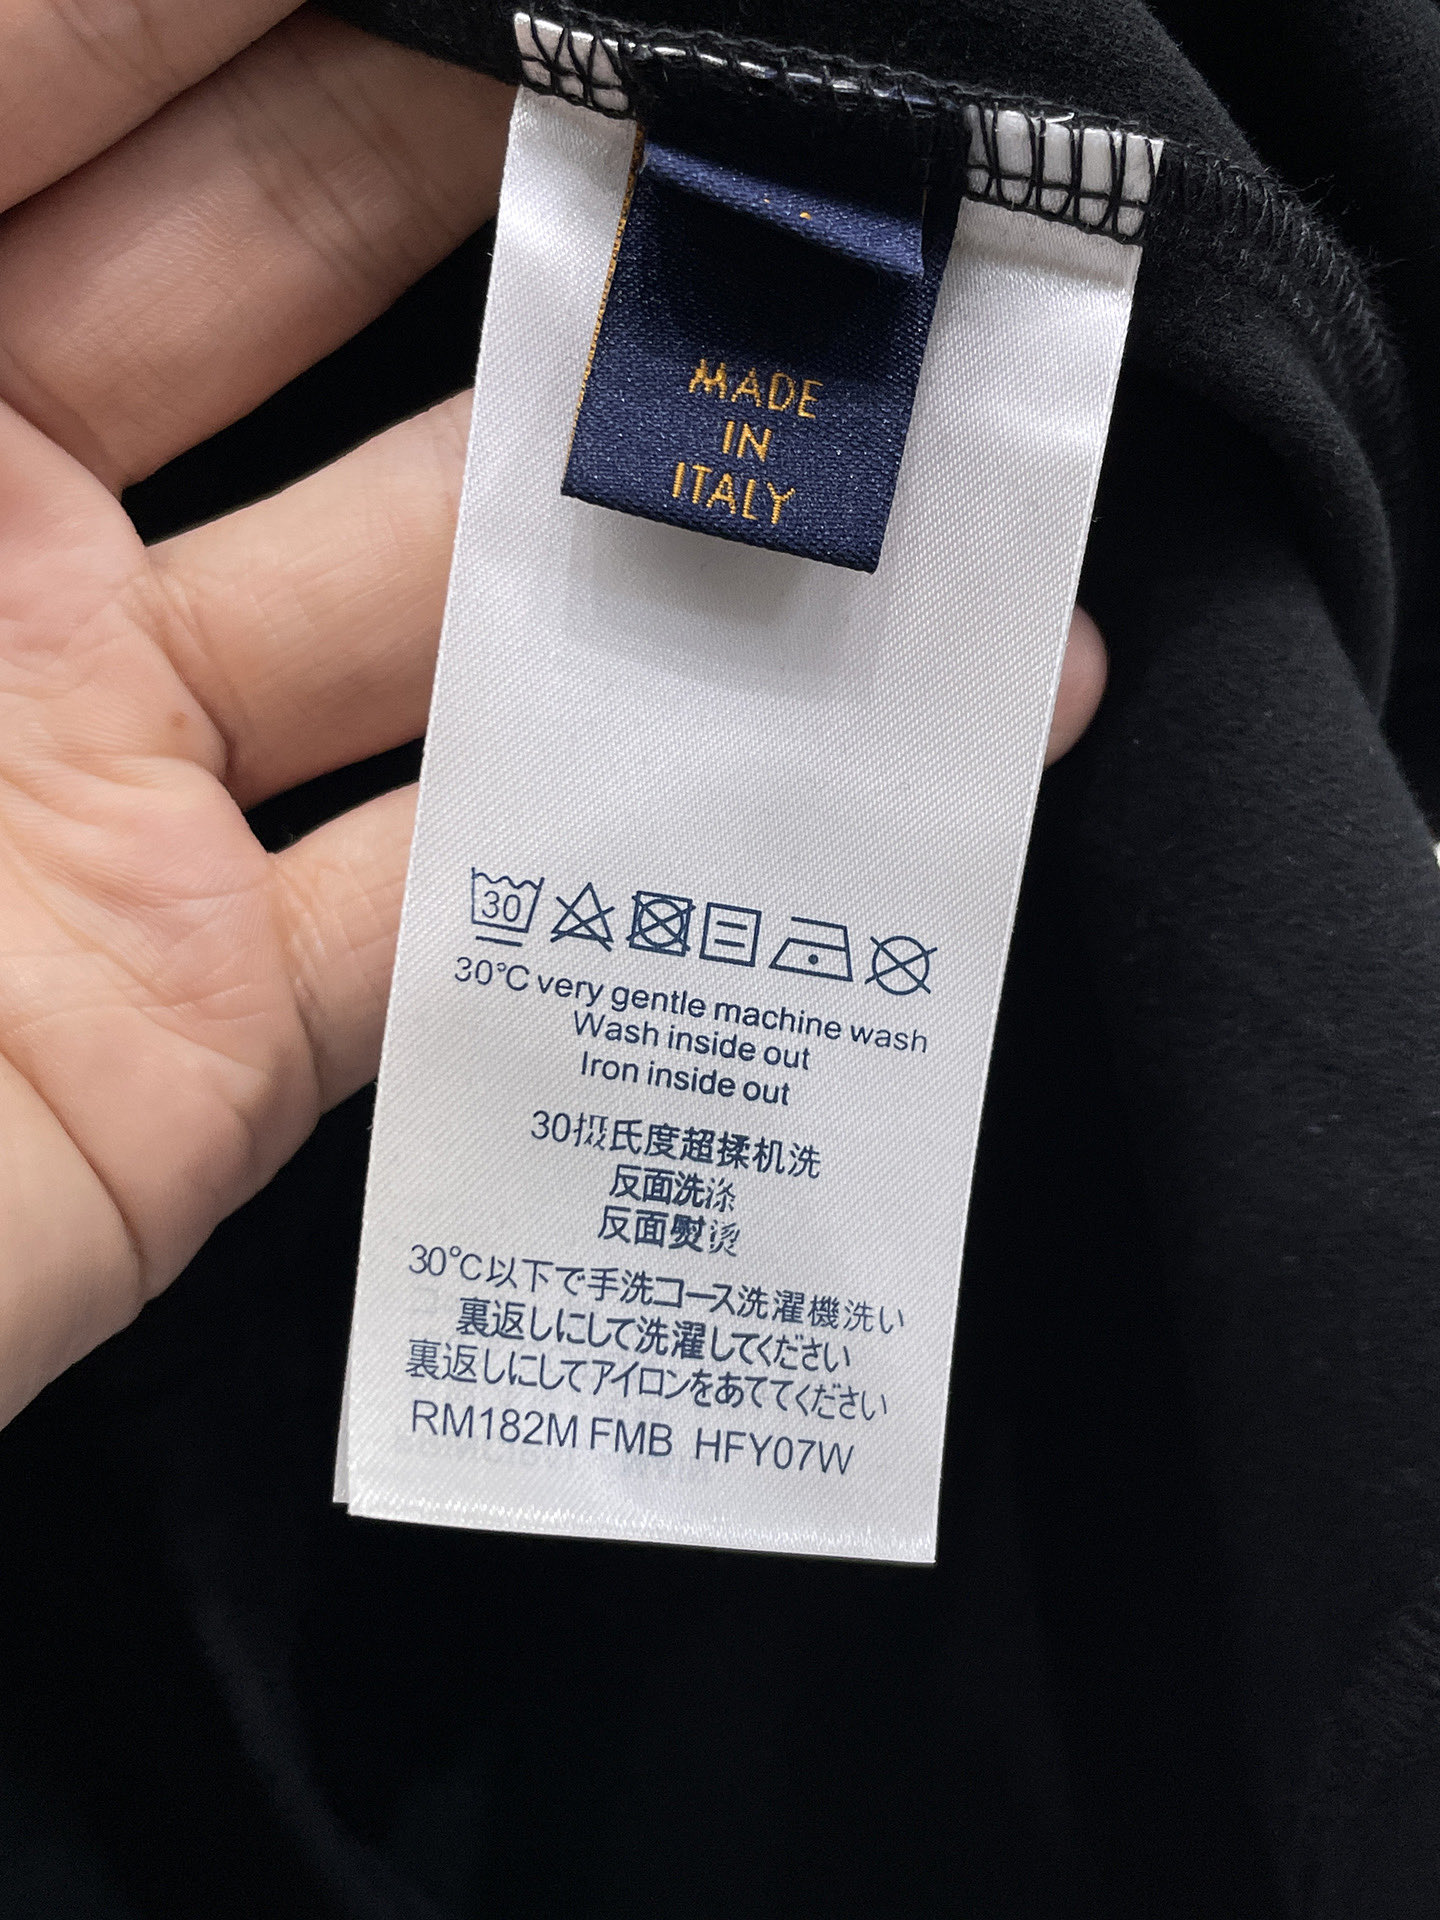 MADE
IN
ITALY
30
30°C very gentle machine wash
Wash inside out
Iron inside out
30摄氏度超揉机洗
反面洗涤
反面熨烫
30℃以下で手洗コース洗濯機洗い
裏返しにして洗濯してください
裏返しにしてアイロンをあててください
RM182M FMB HFY07W